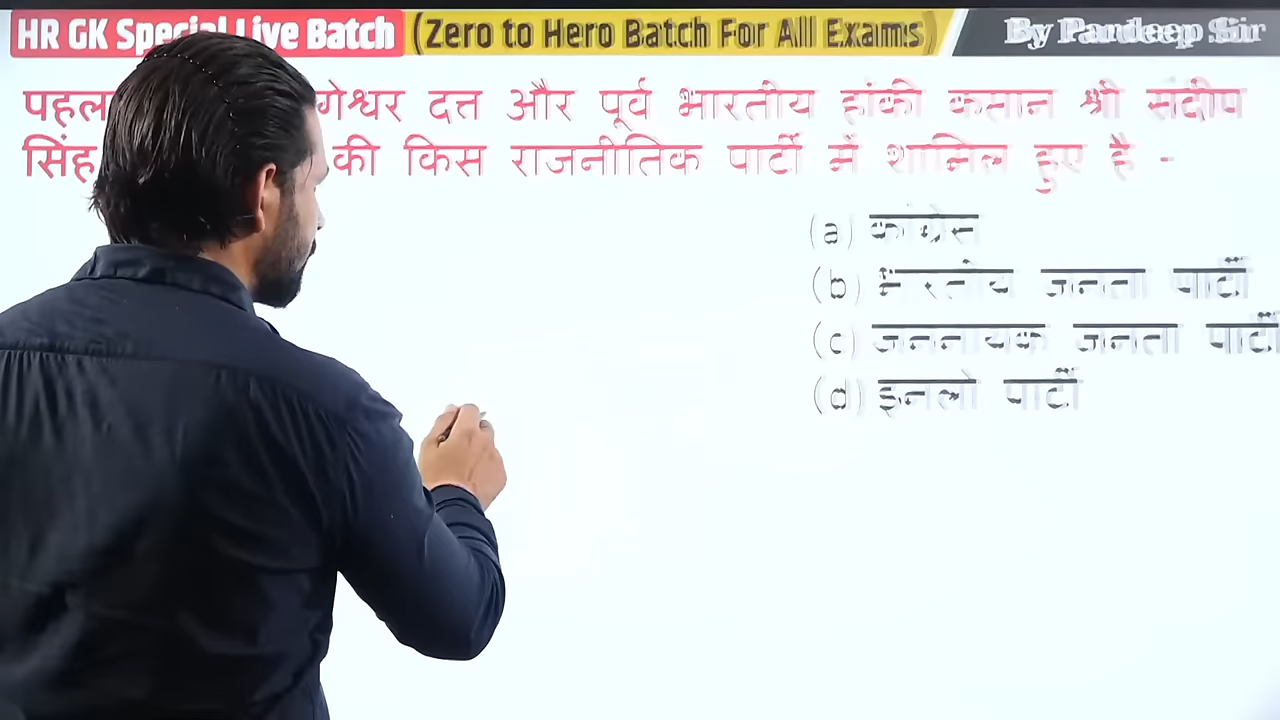 HR GK Special Live Batch (Zero to Hero Batch For All Exams) By Pardeep Sir
गेश्वर दत्त और पूर्व भारतीय हांकी कप्तान श्री संदीप
सिंह की किस राजनीतिक पार्टी में शामिल हुए है -
(a) कांग्रेस
(b) भारतीय जनता पार्टी
(c) जननायक जनता पार्टी
(d) इनलो पार्टी